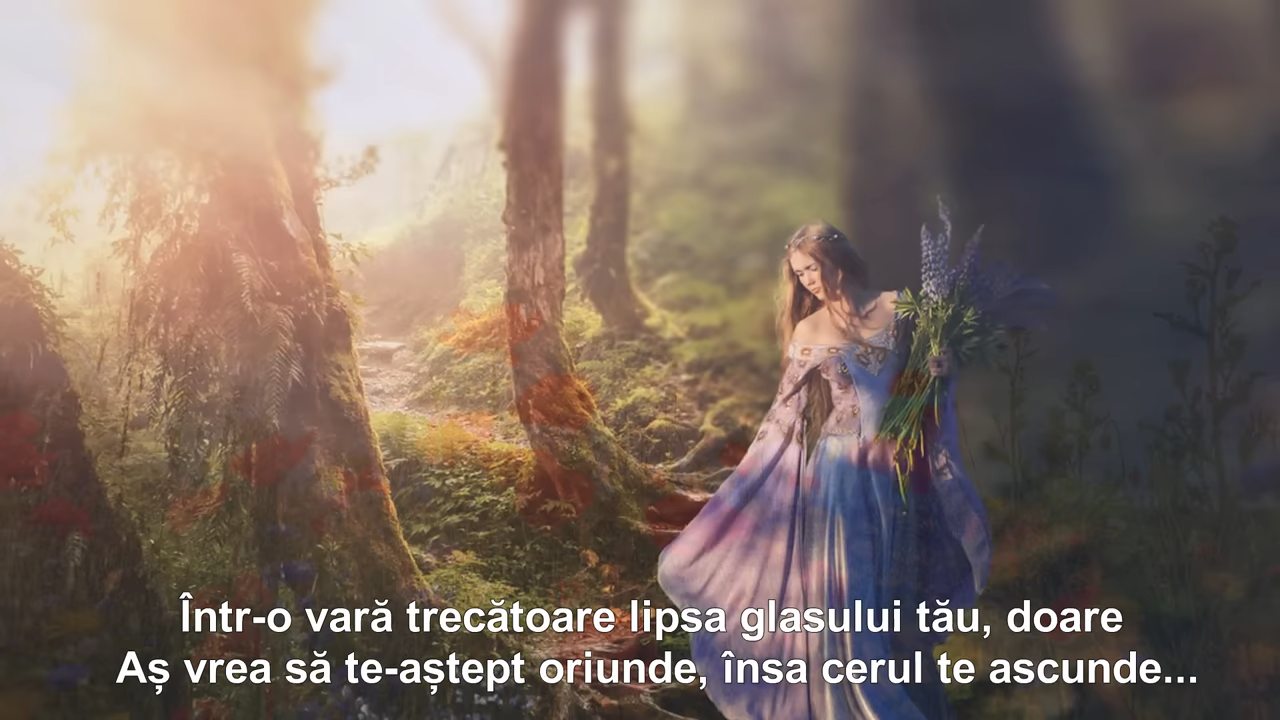 Într-o vară trecătoare lipsa glasului tău, doare
Aș vrea să te-aștept oriunde, însa cerul te ascunde...